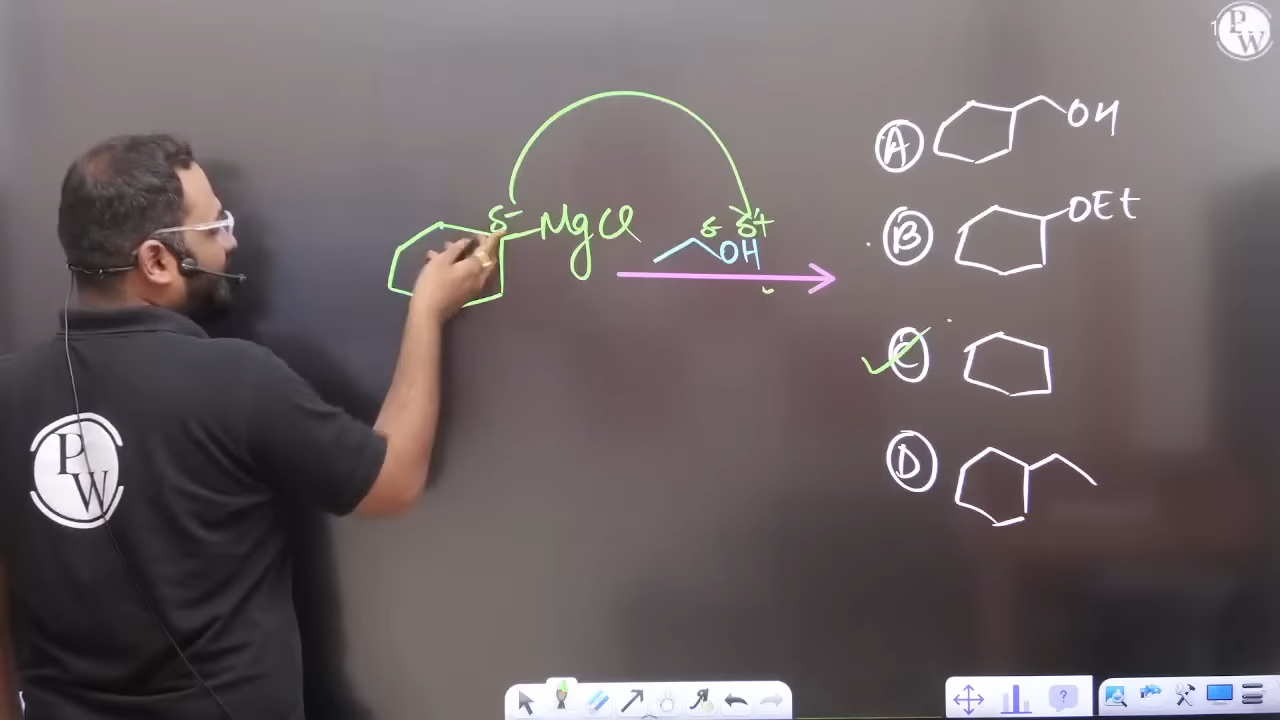 PW
δ- MgCl
δ- δ+
OH
A OH
B OEt
C
D
PW